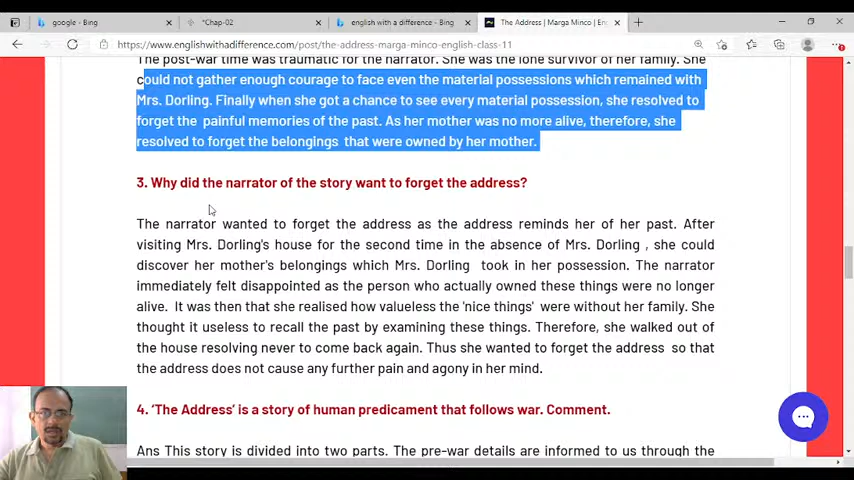 google - Bing
*Chap-02
english with a difference - Bing
The Address | Marga Minco | Eng
https://www.englishwithadifference.com/post/the-address-marga-minco-english-class-11
The post-war time was traumatic for the narrator. She was the lone survivor of her family. She
could not gather enough courage to face even the material possessions which remained with
Mrs. Dorling. Finally when she got a chance to see every material possession, she resolved to
forget the painful memories of the past. As her mother was no more alive, therefore, she
resolved to forget the belongings that were owned by her mother.
3. Why did the narrator of the story want to forget the address?
The narrator wanted to forget the address as the address reminds her of her past. After
visiting Mrs. Dorling's house for the second time in the absence of Mrs. Dorling , she could
discover her mother's belongings which Mrs. Dorling took in her possession. The narrator
immediately felt disappointed as the person who actually owned these things were no longer
alive. It was then that she realised how valueless the 'nice things' were without her family. She
thought it useless to recall the past by examining these things. Therefore, she walked out of
the house resolving never to come back again. Thus she wanted to forget the address so that
the address does not cause any further pain and agony in her mind.
4. 'The Address' is a story of human predicament that follows war. Comment.
Ans This story is divided into two parts. The pre-war details are informed to us through the